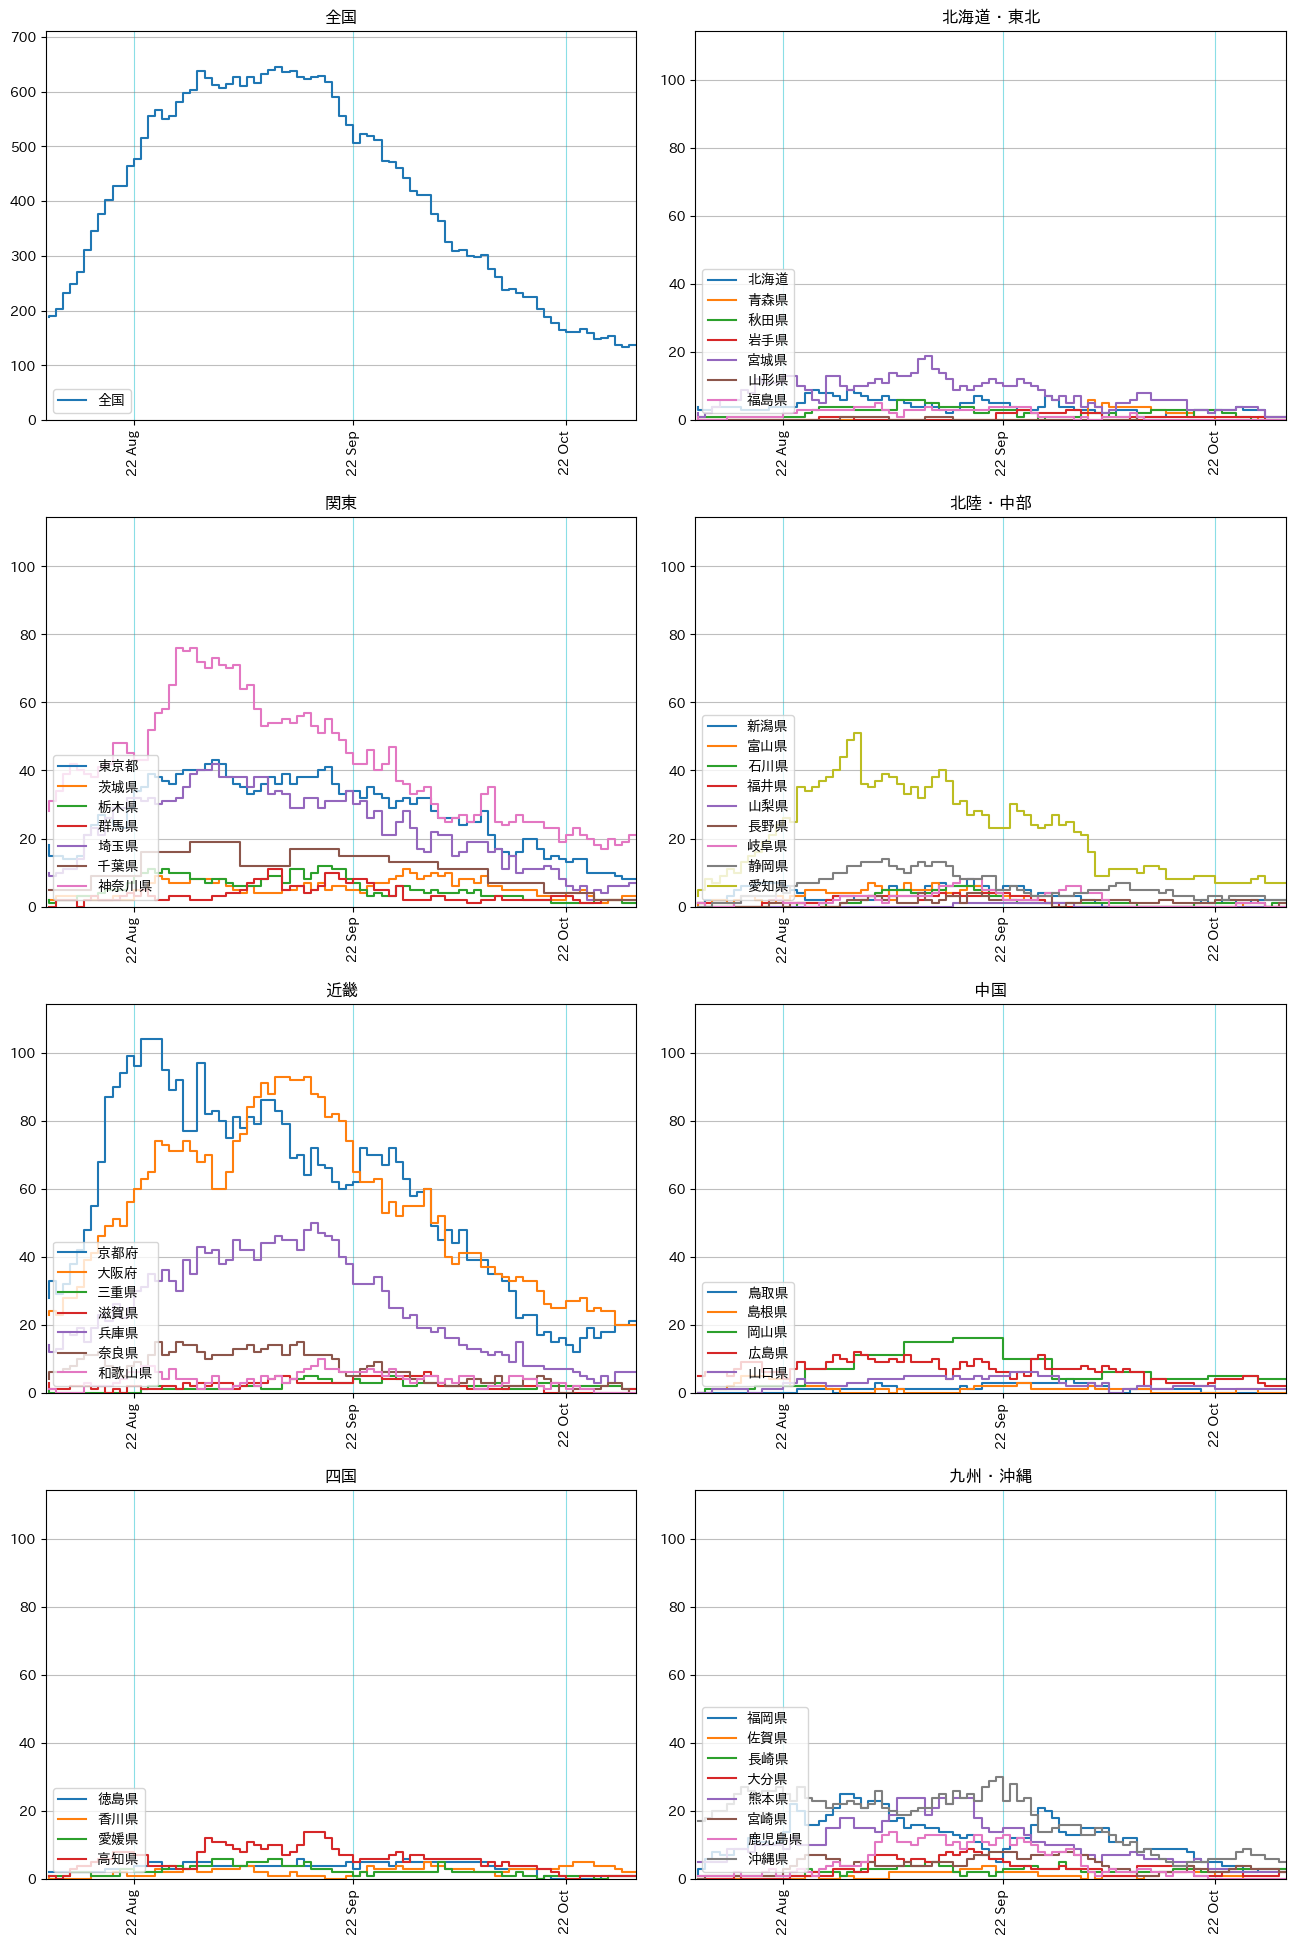 全国
700
600
500
400
300
200
100
0
全国
22 Aug
22 Sep
22 Oct
北海道・東北
100
80
60
40
20
0
北海道
青森県
秋田県
岩手県
宮城県
山形県
福島県
22 Aug
22 Sep
22 Oct
関東
100
80
60
40
20
0
東京都
茨城県
栃木県
群馬県
埼玉県
千葉県
神奈川県
22 Aug
22 Sep
22 Oct
北陸・中部
100
80
60
40
20
0
新潟県
富山県
石川県
福井県
山梨県
長野県
岐阜県
静岡県
愛知県
22 Aug
22 Sep
22 Oct
近畿
100
80
60
40
20
0
京都府
大阪府
三重県
滋賀県
兵庫県
奈良県
和歌山県
22 Aug
22 Sep
22 Oct
中国
100
80
60
40
20
0
鳥取県
島根県
岡山県
広島県
山口県
22 Aug
22 Sep
22 Oct
四国
100
80
60
40
20
0
徳島県
香川県
愛媛県
高知県
22 Aug
22 Sep
22 Oct
九州・沖縄
100
80
60
40
20
0
福岡県
佐賀県
長崎県
大分県
熊本県
宮崎県
鹿児島県
沖縄県
22 Aug
22 Sep
22 Oct